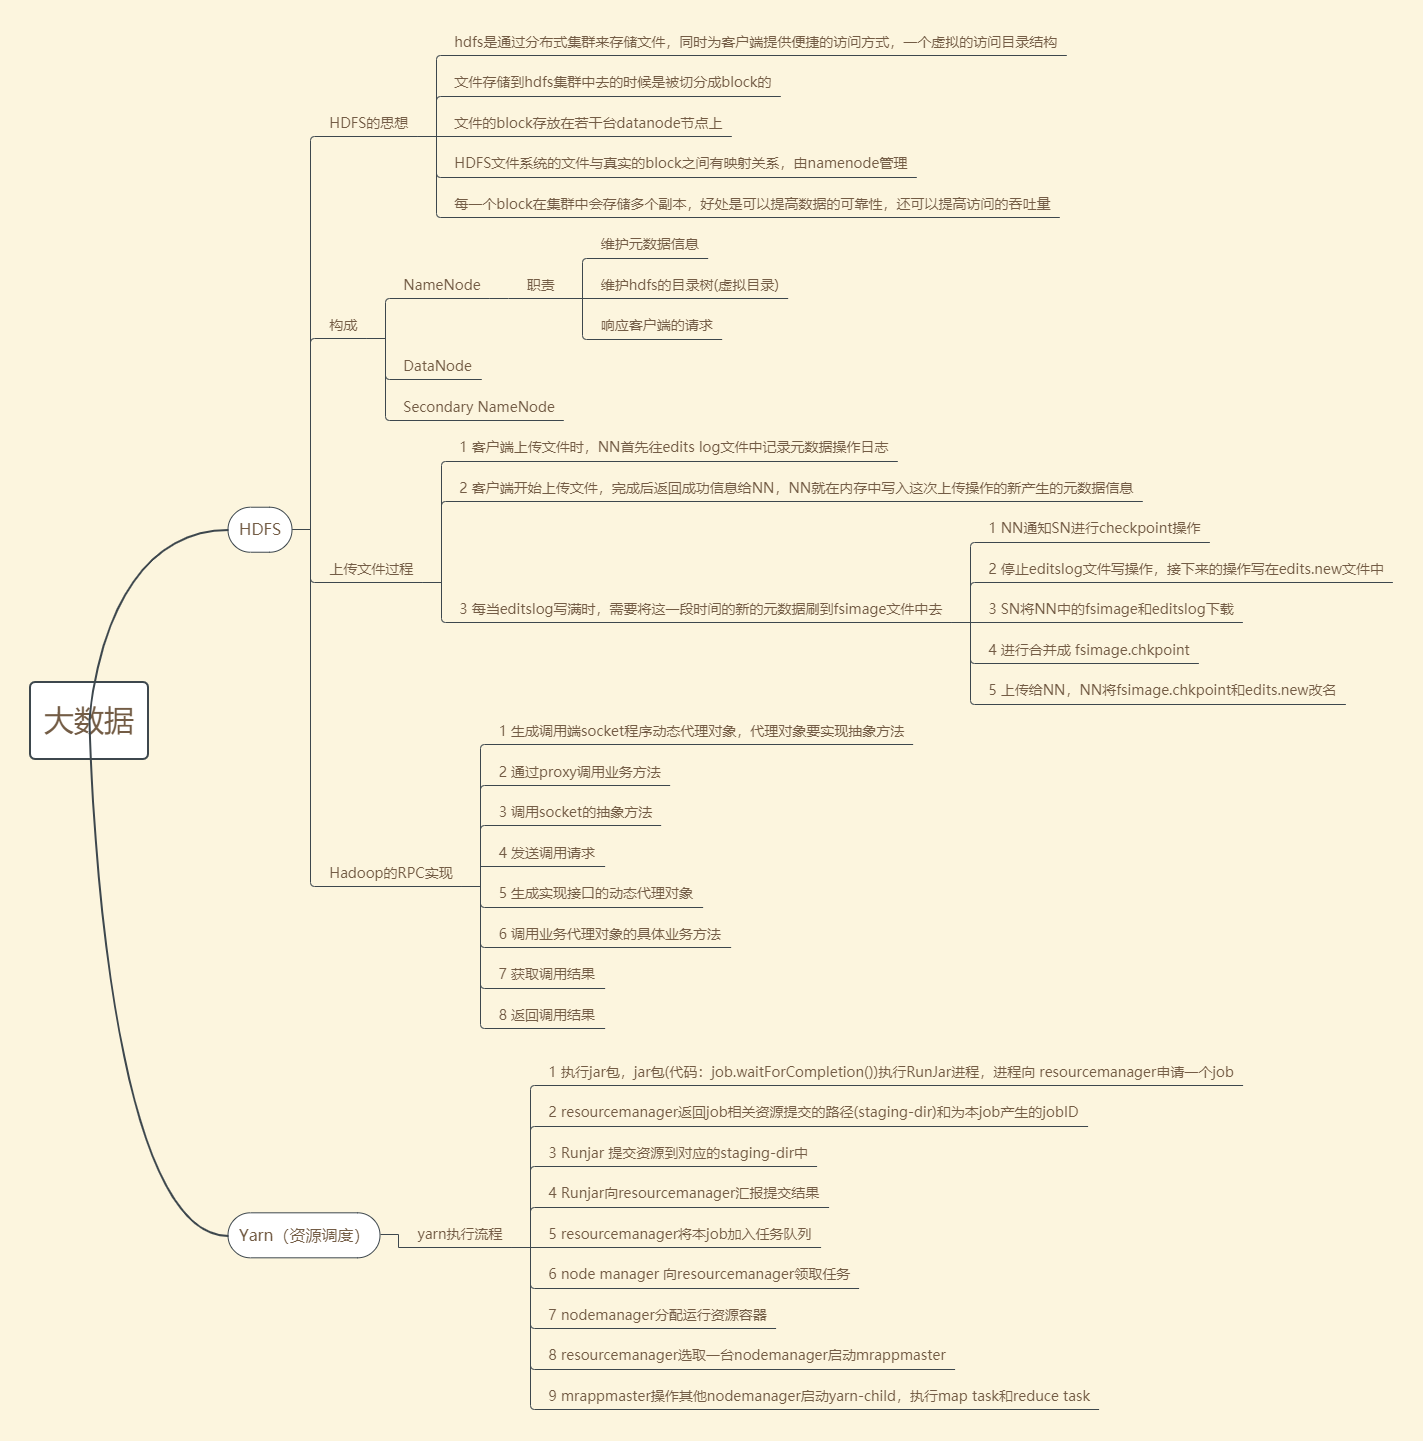 大数据
HDFS
HDFS的思想
hdfs是通过分布式集群来存储文件，同时为客户端提供便捷的访问方式，一个虚拟的访问目录结构
文件存储到hdfs集群中去的时候是被切分成block的
文件的block存放在若干台datanode节点上
HDFS文件系统的文件与真实的block之间有映射关系，由namenode管理
每一个block在集群中会存储多个副本，好处是可以提高数据的可靠性，还可以提高访问的吞吐量
构成
NameNode
职责
维护元数据信息
维护hdfs的目录树(虚拟目录)
响应客户端的请求
DataNode
Secondary NameNode
上传文件过程
1 客户端上传文件时，NN首先往edits log文件中记录元数据操作日志
2 客户端开始上传文件，完成后返回成功信息给NN，NN就在内存中写入这次上传操作的新产生的元数据信息
3 每当editslog写满时，需要将这一段时间的新的元数据刷到fsimage文件中去
1 NN通知SN进行checkpoint操作
2 停止editslog文件写操作，接下来的操作写在edits.new文件中
3 SN将NN中的fsimage和editslog下载
4 进行合并成 fsimage.chkpoint
5 上传给NN，NN将fsimage.chkpoint和edits.new改名
Hadoop的RPC实现
1 生成调用端socket程序动态代理对象，代理对象要实现抽象方法
2 通过proxy调用业务方法
3 调用socket的抽象方法
4 发送调用请求
5 生成实现接口的动态代理对象
6 调用业务代理对象的具体业务方法
7 获取调用结果
8 返回调用结果
Yarn（资源调度）
yarn执行流程
1 执行jar包，jar包(代码：job.waitForCompletion())执行RunJar进程，进程向 resourcemanager申请一个job
2 resourcemanager返回job相关资源提交的路径(staging-dir)和为本job产生的jobID
3 Runjar 提交资源到对应的staging-dir中
4 Runjar向resourcemanager汇报提交结果
5 resourcemanager将本job加入任务队列
6 node manager 向resourcemanager领取任务
7 nodemanager分配运行资源容器
8 resourcemanager选取一台nodemanager启动mrappmaster
9 mrappmaster操作其他nodemanager启动yarn-child，执行map task和reduce task